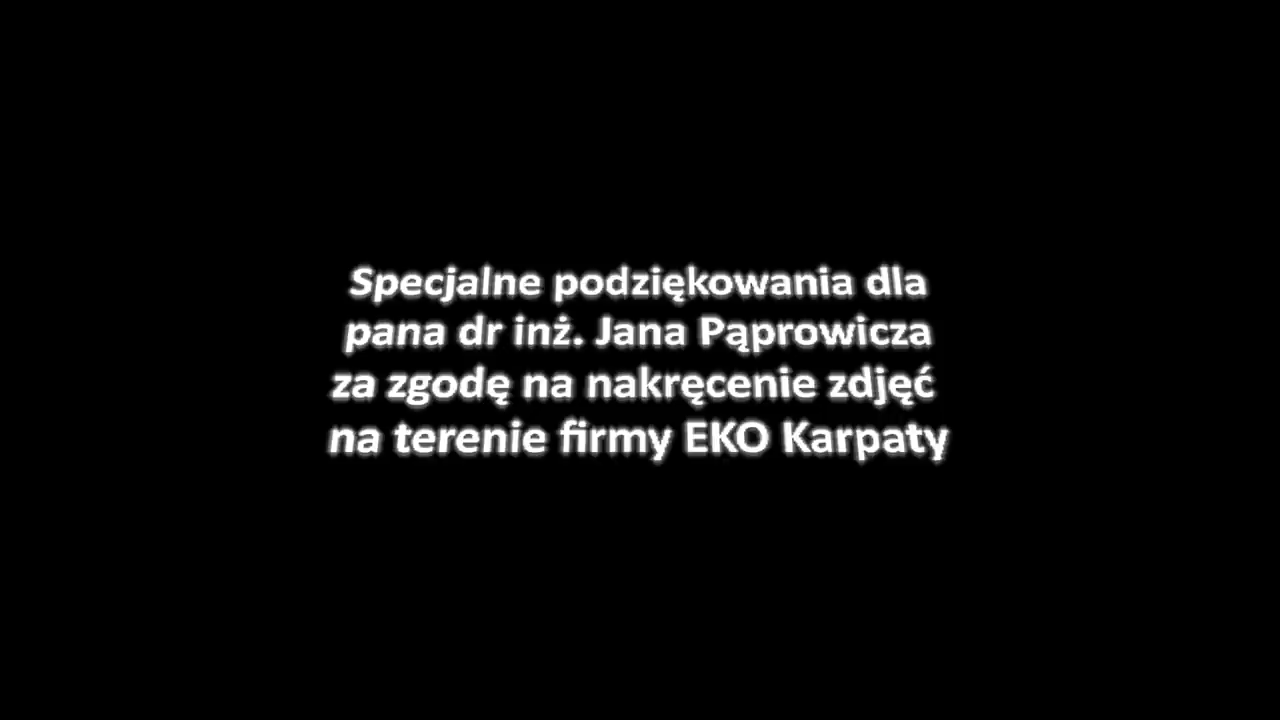 Specjalne podziękowania dla
pana dr inż. Jana Pąprowicza
za zgodę na nakręcenie zdjęć
na terenie firmy EKO Karpaty